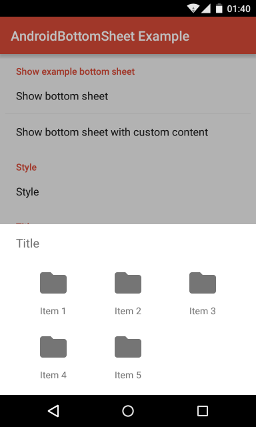 01:40
AndroidBottomSheet Example
Show example bottom sheet
Show bottom sheet
Show bottom sheet with custom content
Style
Style
Title
Item 1 Item 2 Item 3
Item 4 Item 5